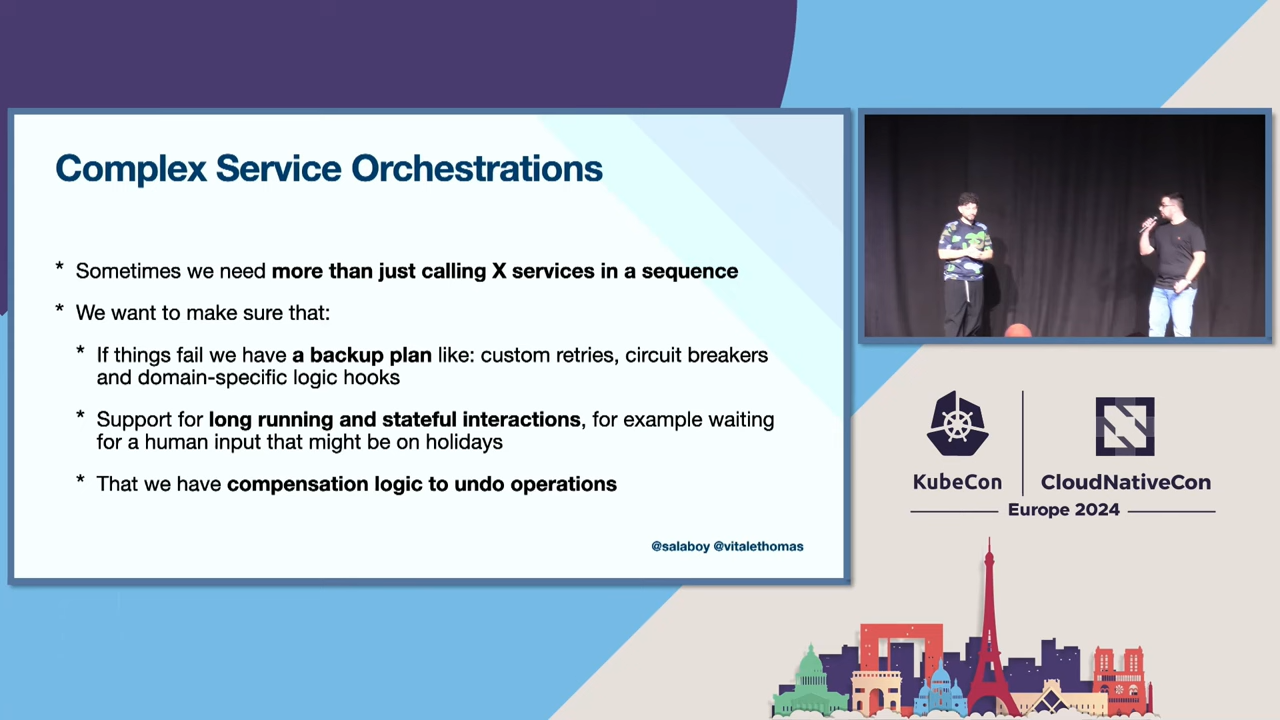 Complex Service Orchestrations
* Sometimes we need more than just calling X services in a sequence
* We want to make sure that:
* If things fail we have a backup plan like: custom retries, circuit breakers
and domain-specific logic hooks
* Support for long running and stateful interactions, for example waiting
for a human input that might be on holidays
* That we have compensation logic to undo operations
@salaboy @vitalethomas
KubeCon
CloudNativeCon
Europe 2024